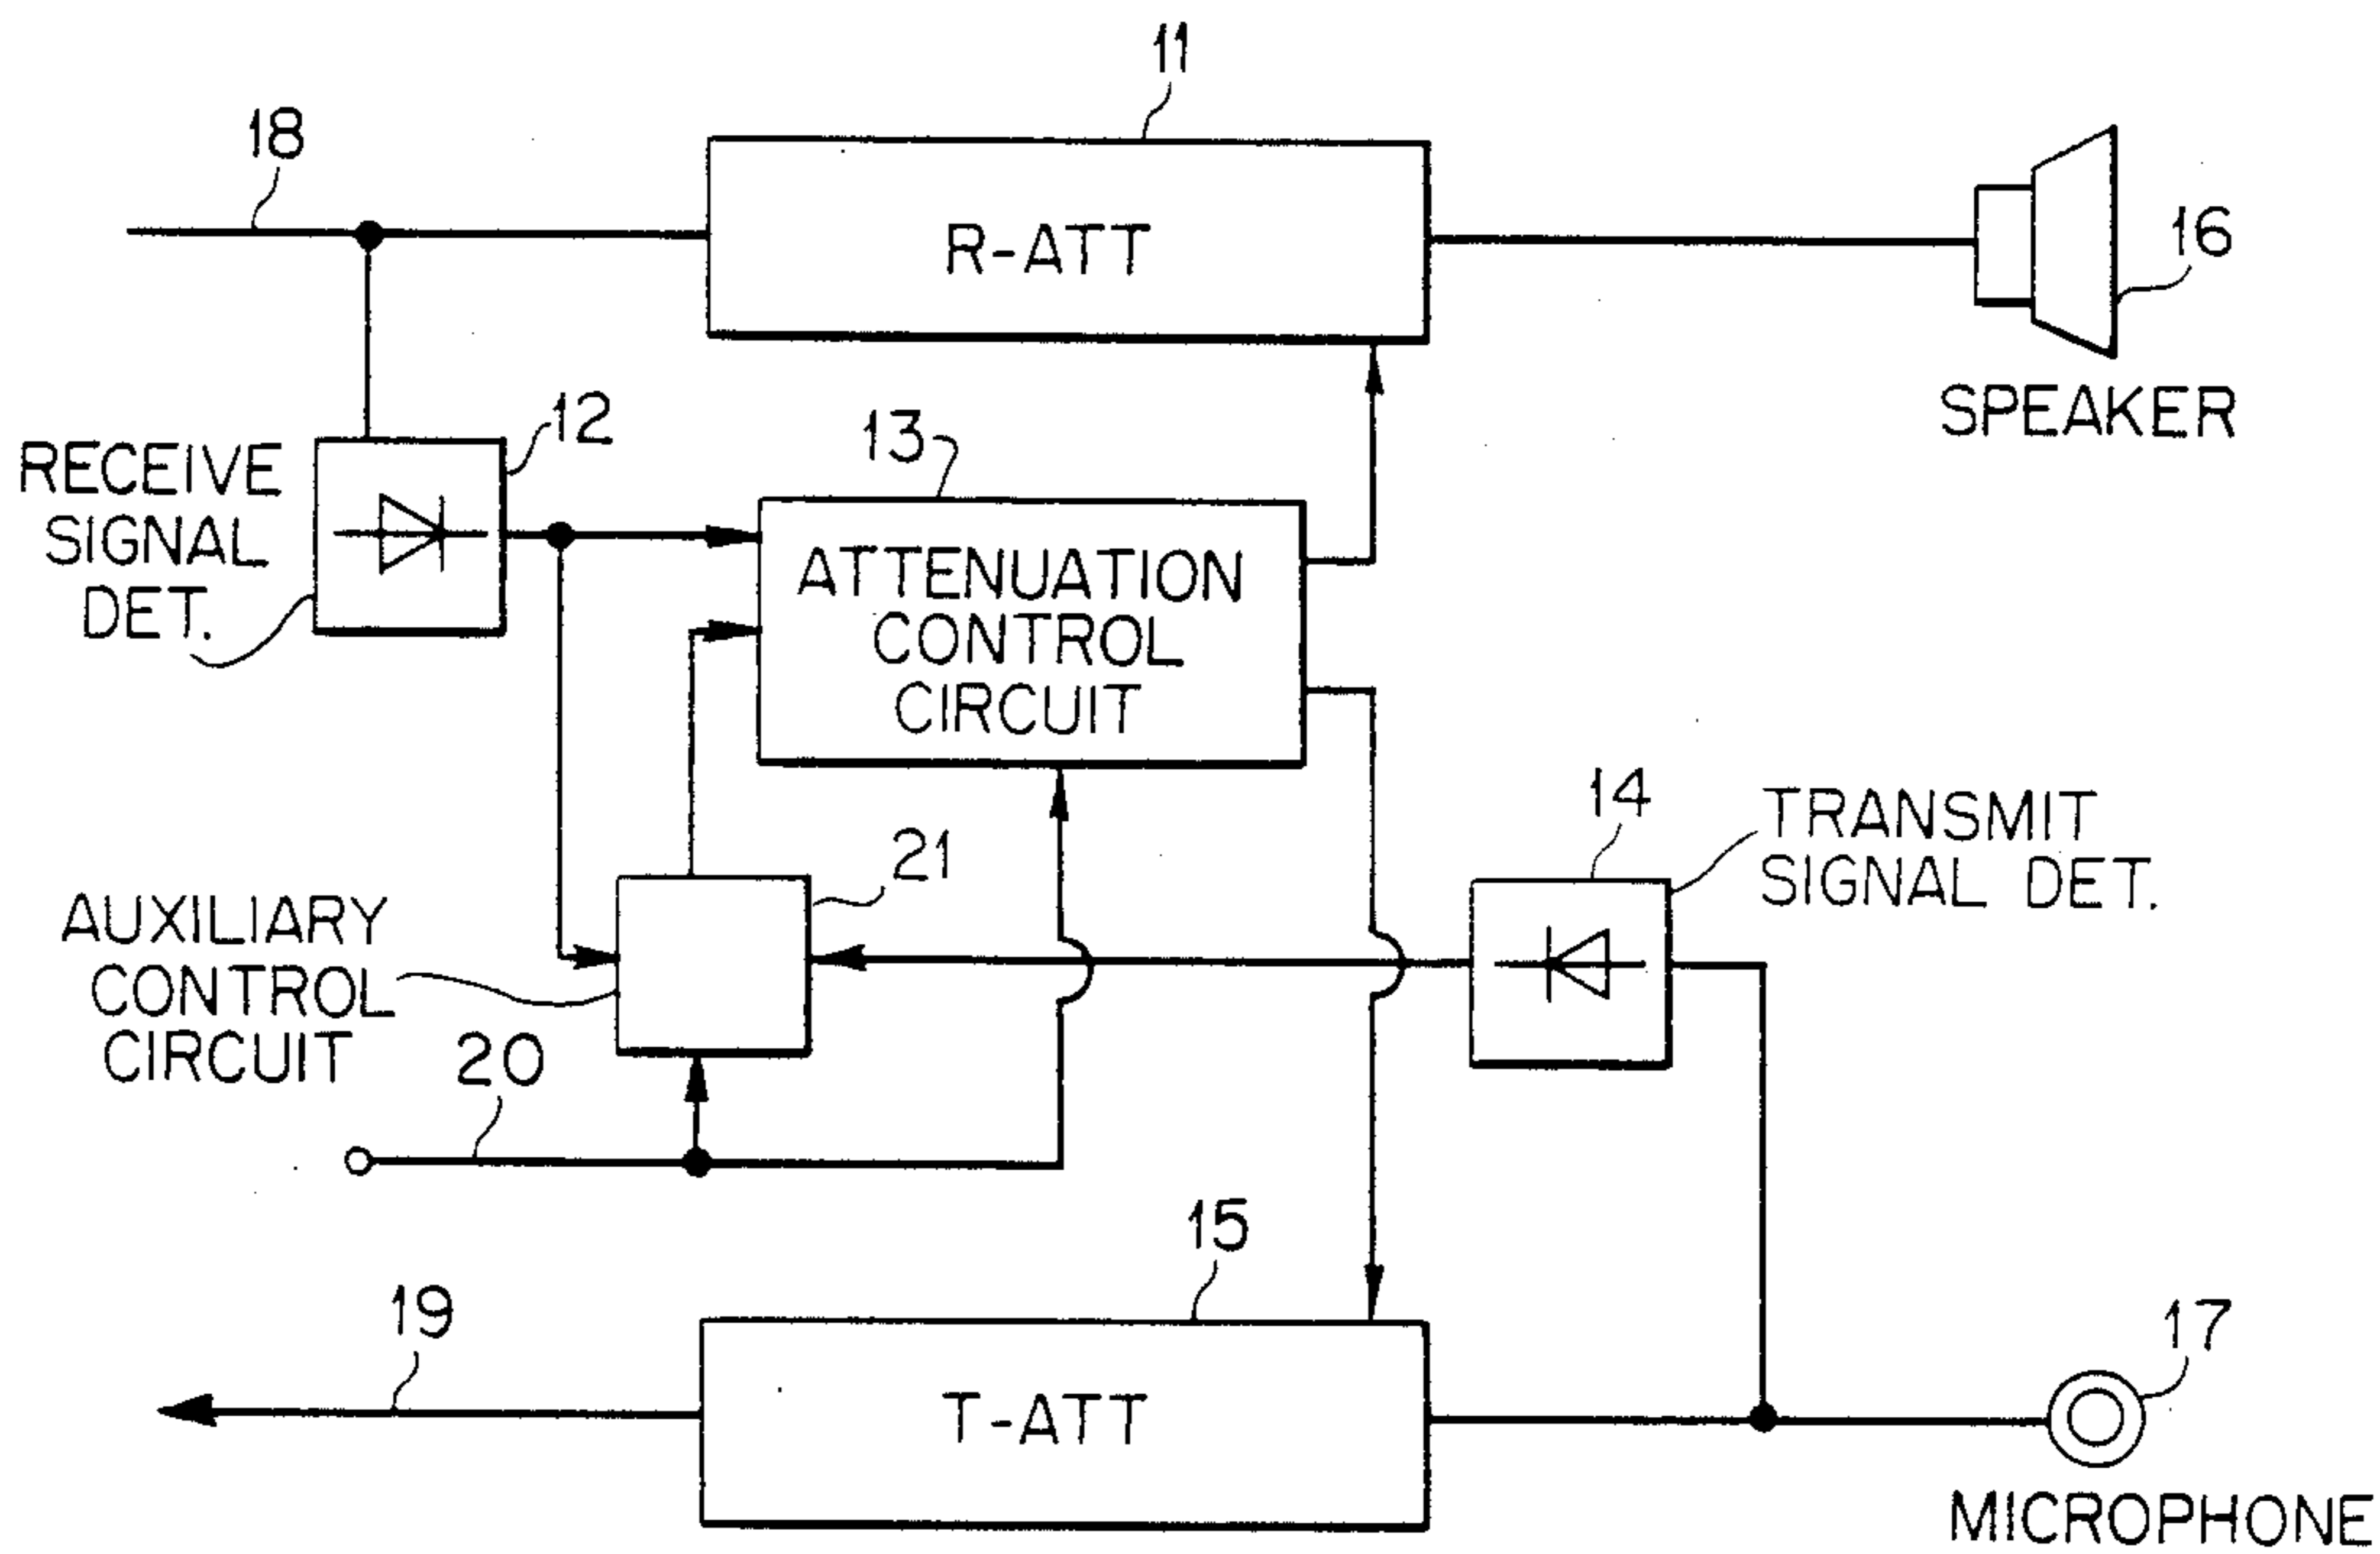 11
18
R-ATT
16
SPEAKER
12
RECEIVE
SIGNAL
DET.
13
ATTENUATION
CONTROL
CIRCUIT
14
TRANSMIT
SIGNAL DET.
21
AUXILIARY
CONTROL
CIRCUIT
20
15
19
T-ATT
17
MICROPHONE